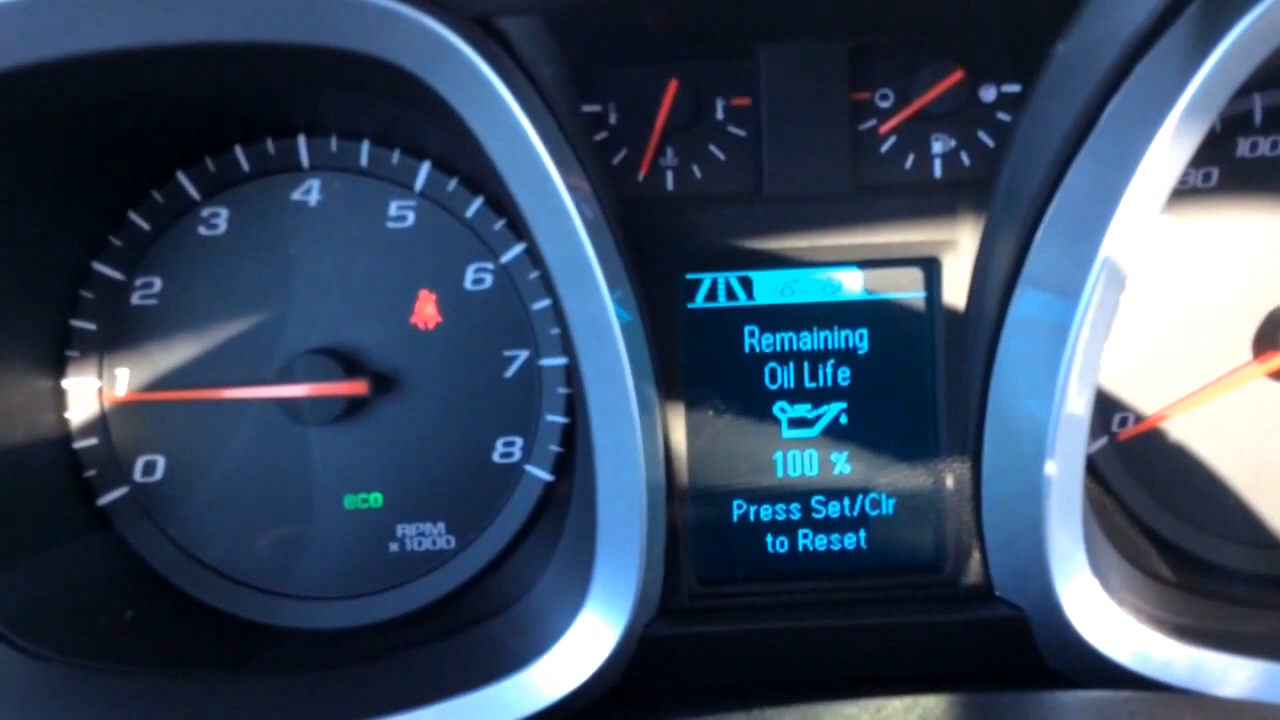 0
1
2
3
4
5
6
7
8
eco
RPM
x1000
Remaining
Oil Life
100 %
Press Set/Clr
to Reset
0
100